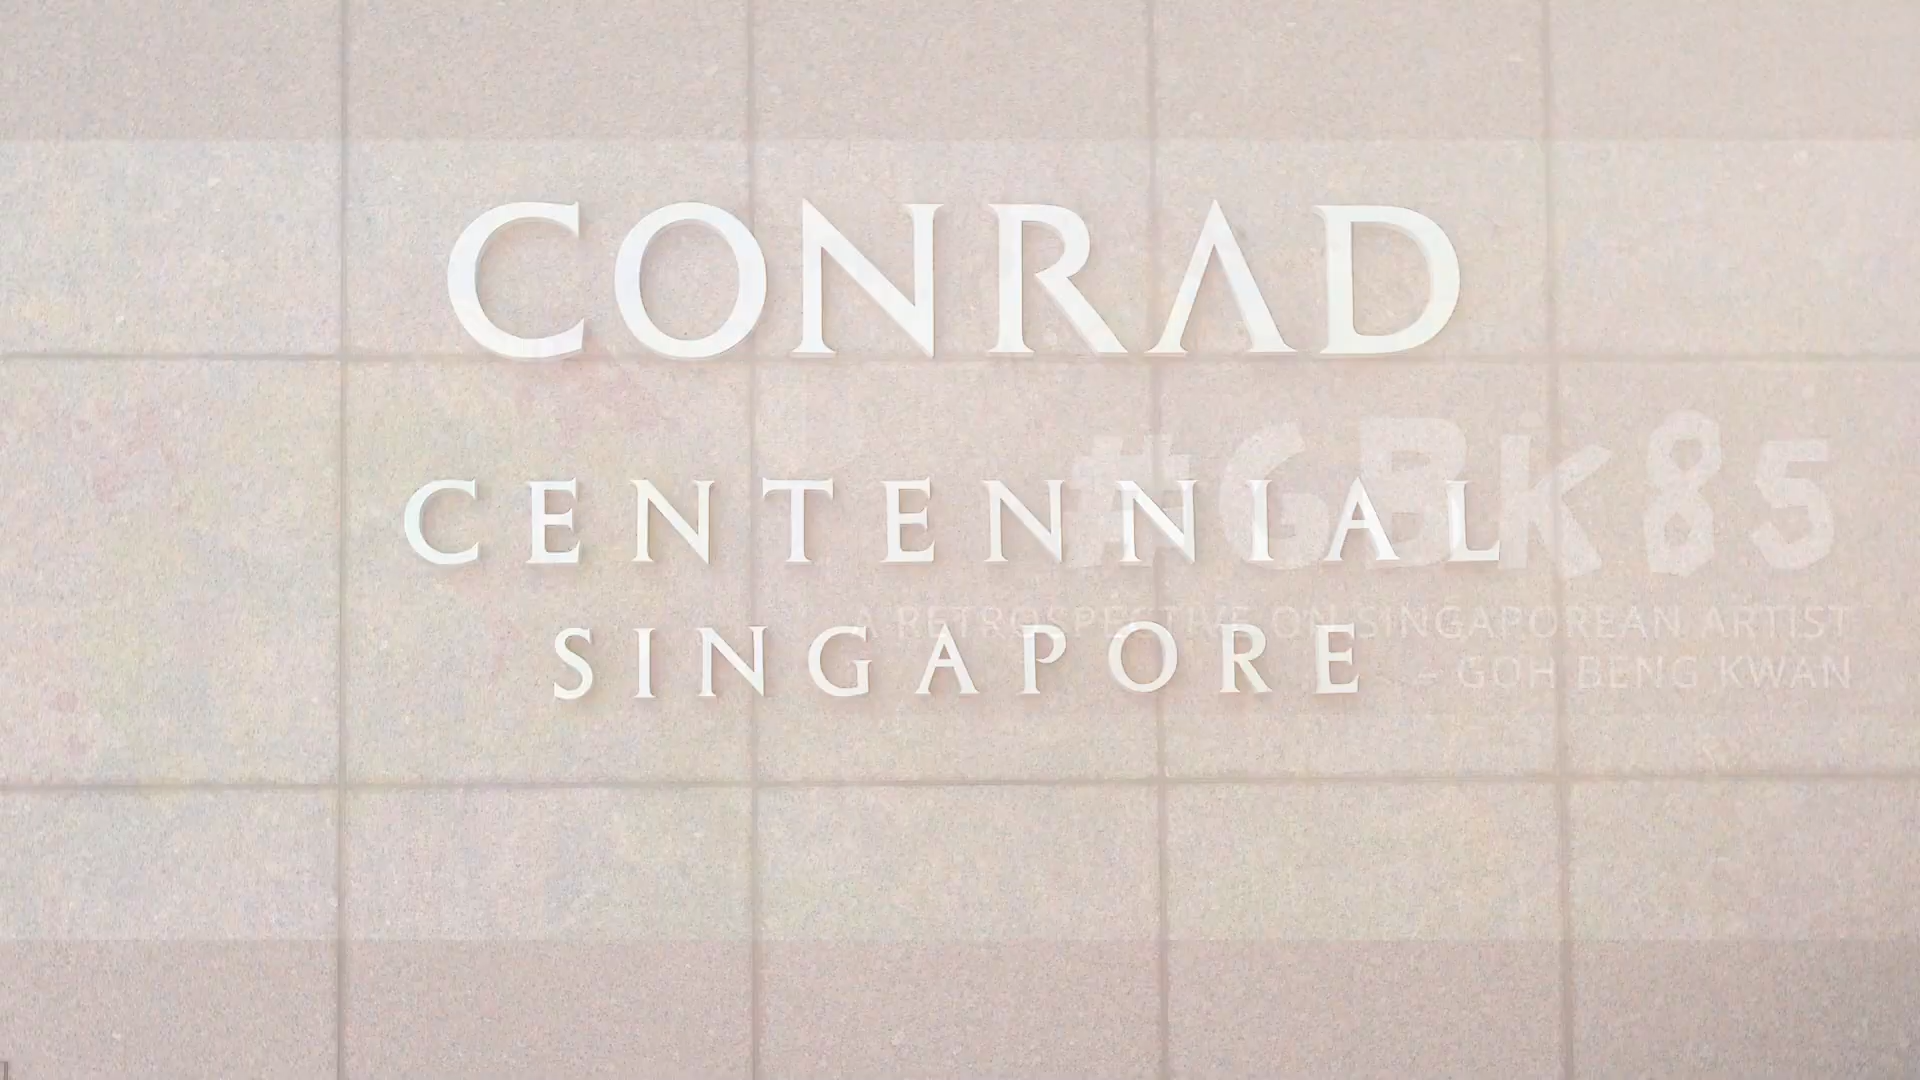 CONRAD
CENTENNIAL
SINGAPORE
#GBK85
A RETROSPECTIVE ON SINGAPOREAN ARTIST
– GOH BENG KWAN